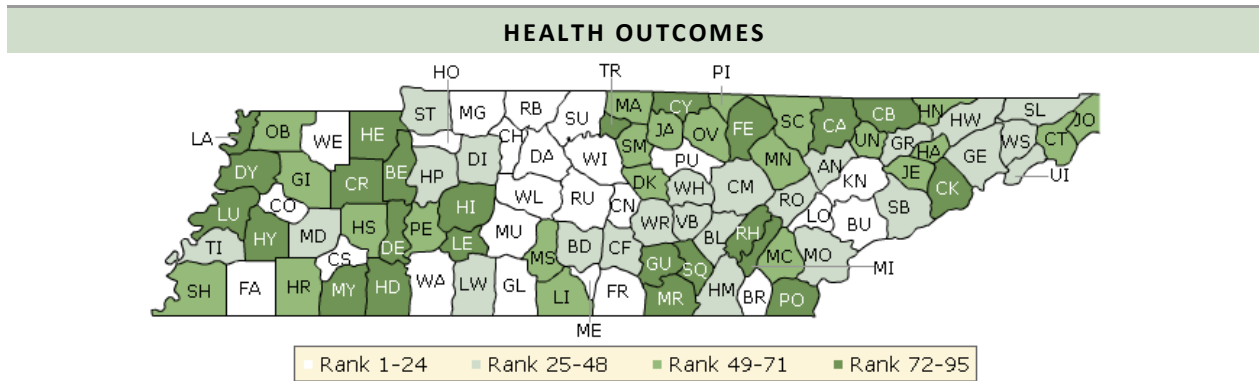 HEALTH OUTCOMES
HO TR PI
ST MG RB SU MA CY FE SC CA CB HN HW SL JO
LA OB WE HE CH JA OV MN UN GR HA GE WS CT
DY GI CR BE HP DI DA WI SM PU AN KN JE CK UI
LU CO HI WL RU CN DK WH CM RO LO BU SB
TI HY MD HS DE PE LE MU MS BD CF WR VB BL RH MC MO MI
SH FA HR CS MY HD WA LW GL LI FR GU SQ MR HM BR PO
ME
Rank 1-24 Rank 25-48 Rank 49-71 Rank 72-95